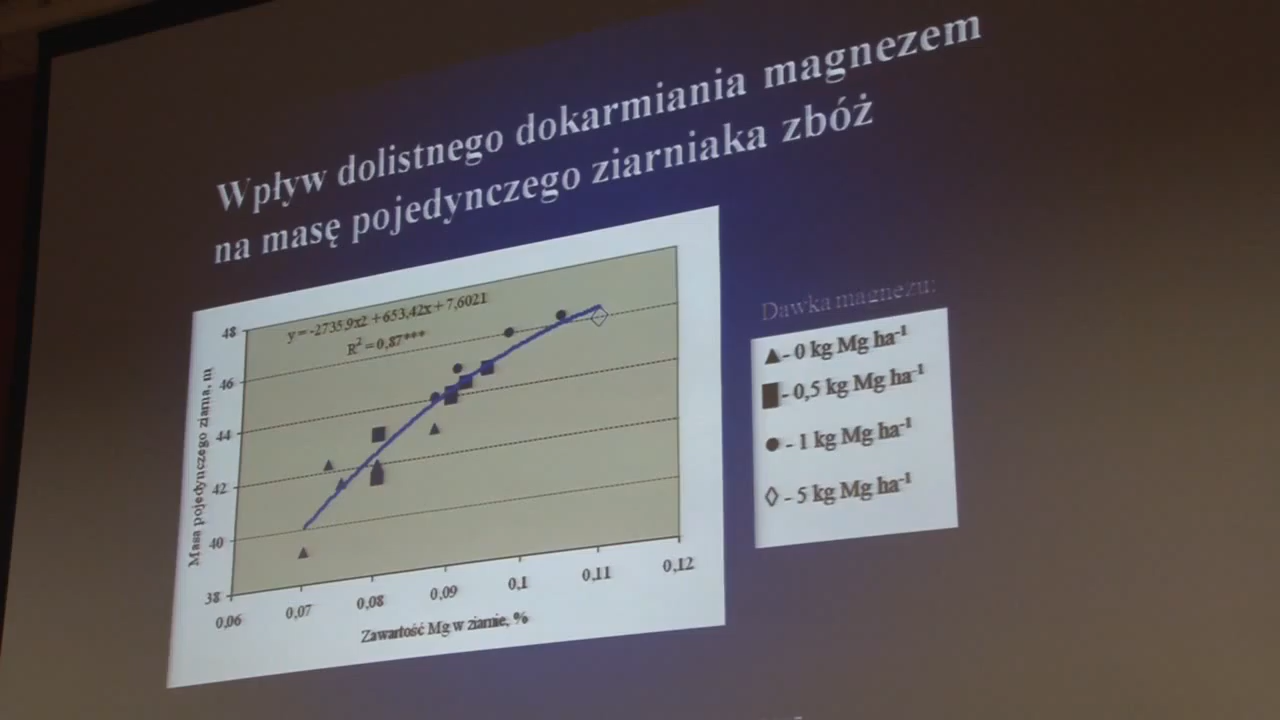 Wpływ dolistnego dokarmiania magnezem
na masę pojedynczego ziarniaka zbóż
y = -2735,9x2 + 653,42x + 7,6021
R² = 0,87***
48
46
44
42
40
38
Masa pojedynczego ziarna, m
0,06
0,07
0,08
0,09
0,1
0,11
0,12
Zawartość Mg w ziarnie, %
Dawka magnezu:
- 0 kg Mg ha⁻¹
- 0,5 kg Mg ha⁻¹
- 1 kg Mg ha⁻¹
- 5 kg Mg ha⁻¹